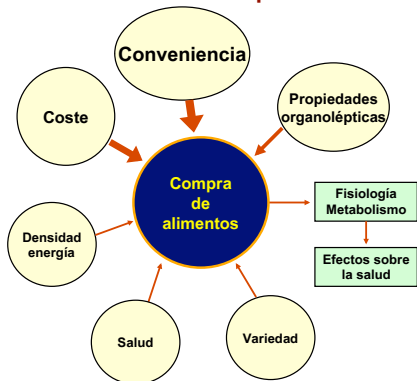 Conveniencia
Coste
Propiedades
organolépticas
Compra
de
alimentos
Fisiología
Metabolismo
Densidad
energía
Efectos sobre
la salud
Salud
Variedad